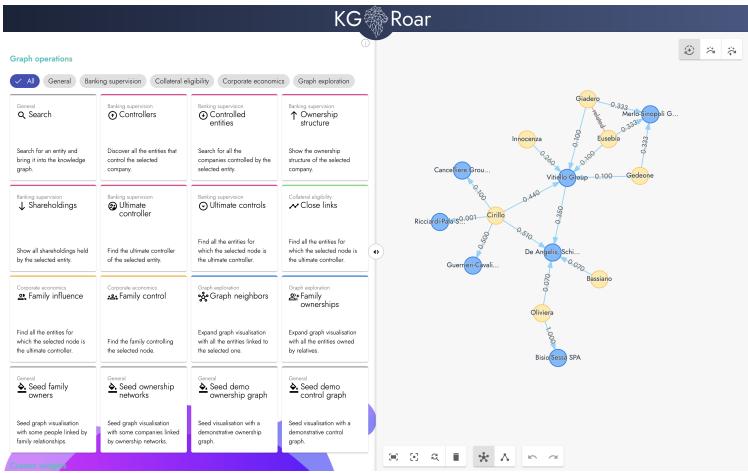 KG Roar
Graph operations
All
General
Banking supervision
Collateral eligibility
Corporate economics
Graph exploration
General
Search
Search for an entity and
bring it into the knowledge
graph.
Banking supervision
Controllers
Discover all the entities that
control the selected
company.
Banking supervision
Controlled
entities
Search for all the
companies controlled by the
selected entity.
Banking supervision
Ownership
structure
Show the ownership
structure of the selected
company.
Banking supervision
Shareholdings
Show all shareholdings held
by the selected entity.
Banking supervision
Ultimate
controller
Find the ultimate controller
of the selected entity.
Banking supervision
Ultimate controls
Find all the entities for
which the selected node is
the ultimate controller.
Collateral eligibility
Close links
Find all the entities for
which the selected node is
the ultimate controller.
Corporate economics
Family influence
Find all the entities for
which the selected node is
the ultimate controller.
Corporate economics
Family control
Find the family controlling
the selected node.
Graph exploration
Graph neighbors
Expand graph visualisation
with all the entities linked to
the selected one.
Graph exploration
Family
ownerships
Expand graph visualisation
with all the entities owned
by relatives.
General
Seed family
owners
Seed graph visualisation
with some people linked by
family relationships.
General
Seed ownership
networks
Seed graph visualisation
with some companies linked
by ownership networks.
General
Seed demo
ownership graph
Seed visualisation with a
demonstrative ownership
graph.
General
Seed demo
control graph
Seed visualisation with a
demonstrative control
graph.
Giadero
0.333
Merlo-Sinopoli G...
related
0.333
Innocenza
0.100
Eusebia
0.333
0.260
0.100
Cancelliere Grou...
Vitiello Group
0.100
Gedeone
0.100
0.440
Ricciardi-Pala S...
0.001
Cirillo
0.350
0.500
0.510
De Angelis, Schi...
Guerrieri-Cavali...
0.070
Bassiano
0.070
Oliviera
1.000
Bisio Sessa SPA